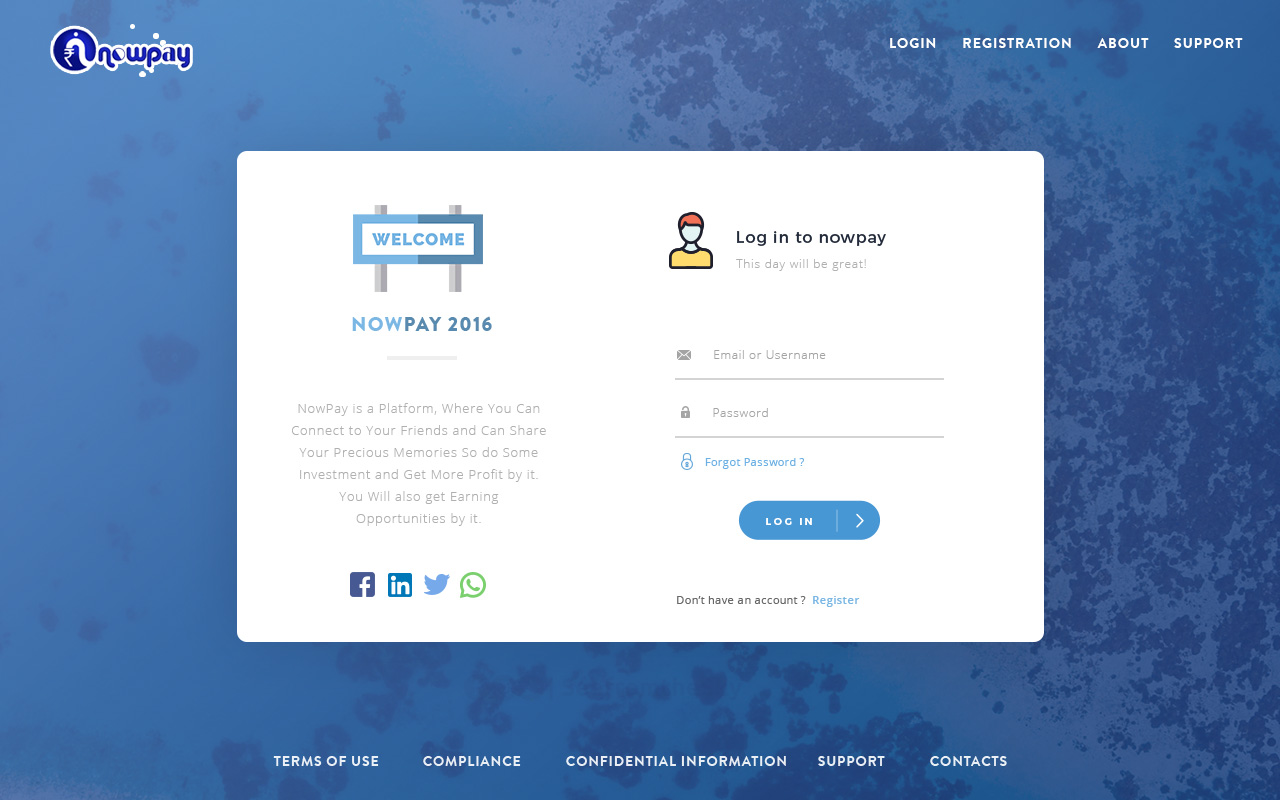 nowpay
LOGIN REGISTRATION ABOUT SUPPORT
WELCOME
NOWPAY 2016
NowPay is a Platform, Where You Can
Connect to Your Friends and Can Share
Your Precious Memories So do Some
Investment and Get More Profit by it.
You Will also get Earning
Opportunities by it.
Log in to nowpay
This day will be great!
Email or Username
Password
Forgot Password ?
LOG IN
Don't have an account ? Register
TERMS OF USE COMPLIANCE CONFIDENTIAL INFORMATION SUPPORT CONTACTS